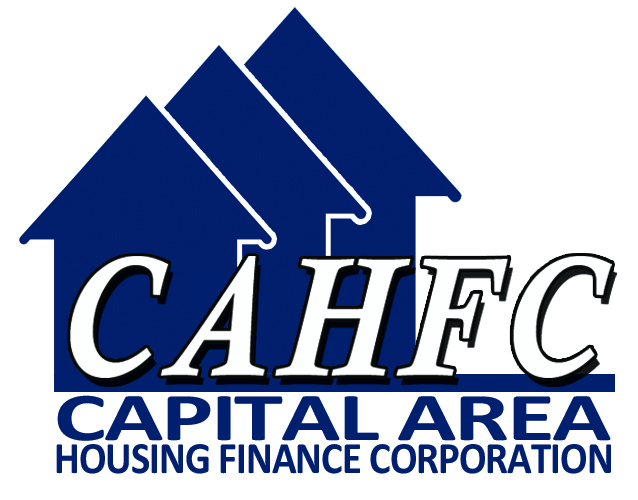 CAHFC
CAPITAL AREA
HOUSING FINANCE CORPORATION